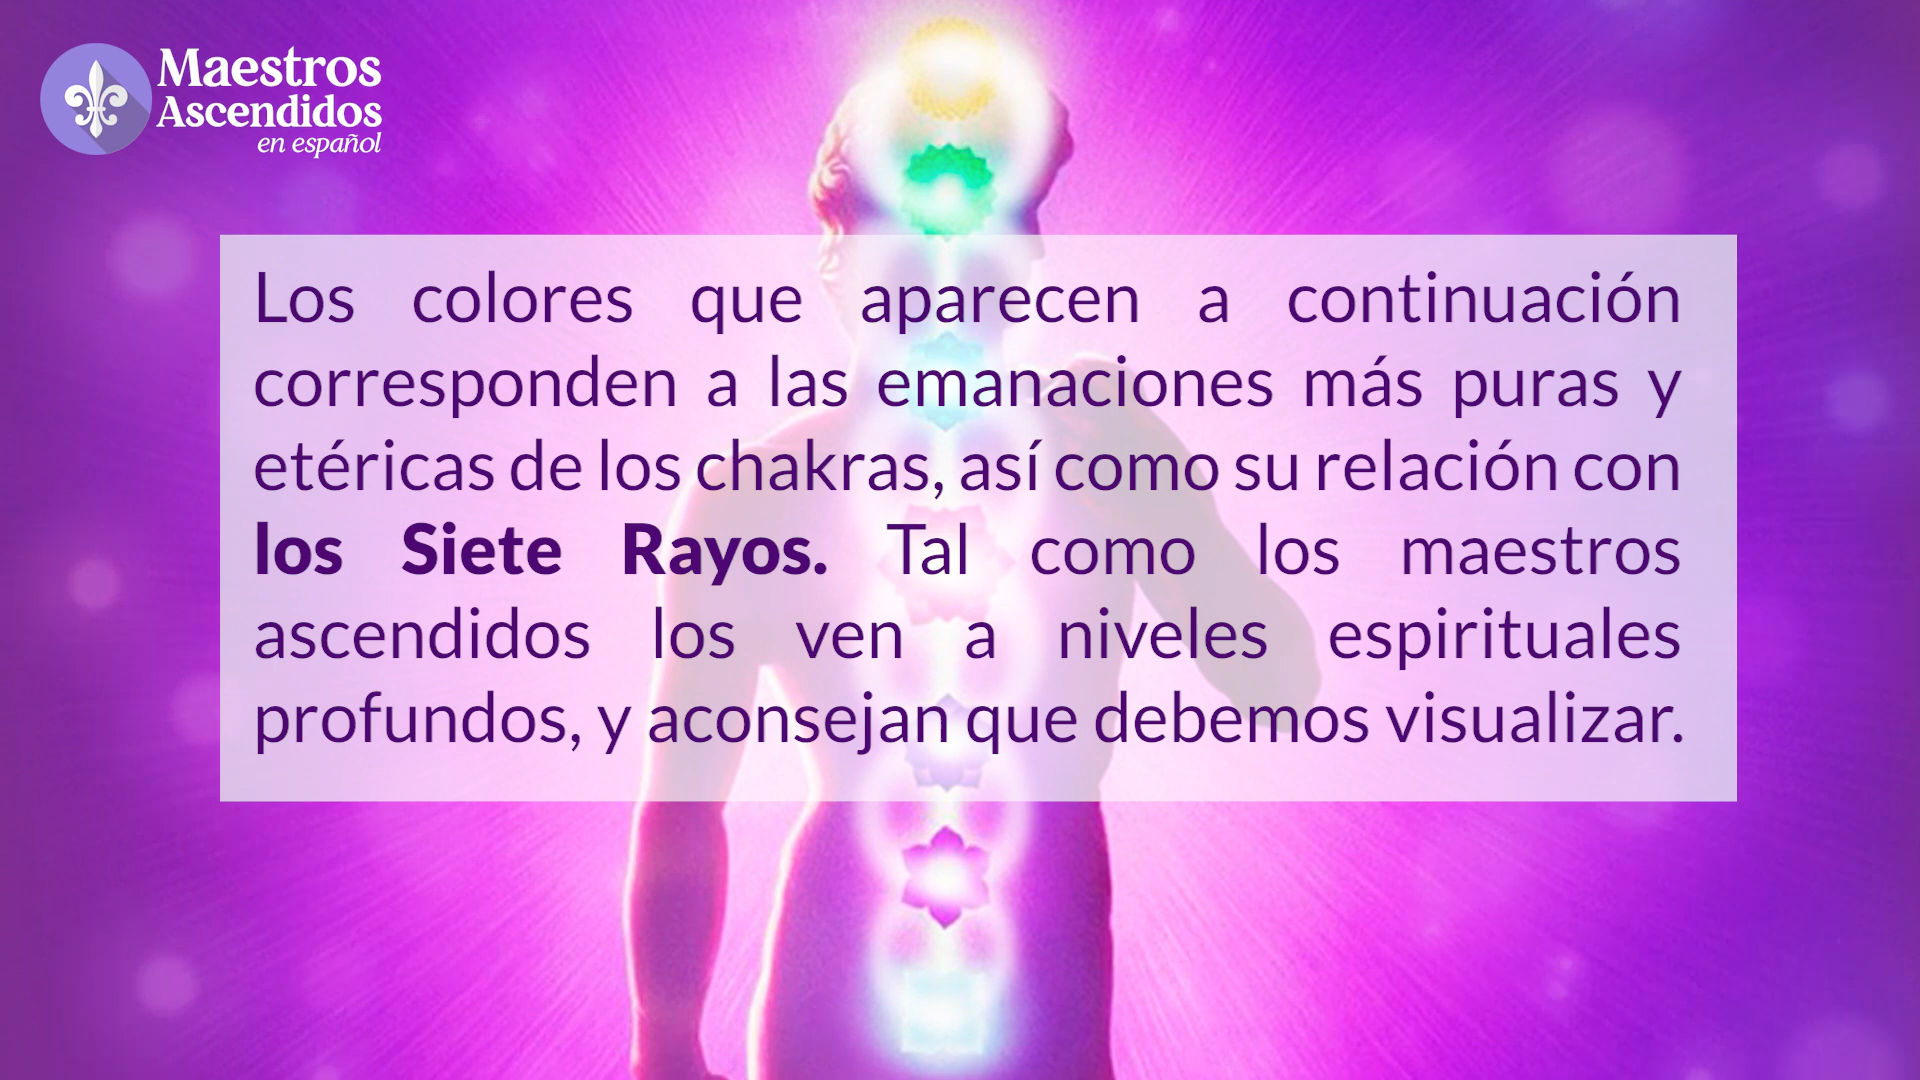 Maestros
Ascendidos
en español
Los colores que aparecen a continuación
corresponden a las emanaciones más puras y
etéricas de los chakras, así como su relación con
los Siete Rayos. Tal como los maestros
ascendidos los ven a niveles espirituales
profundos, y aconsejan que debemos visualizar.